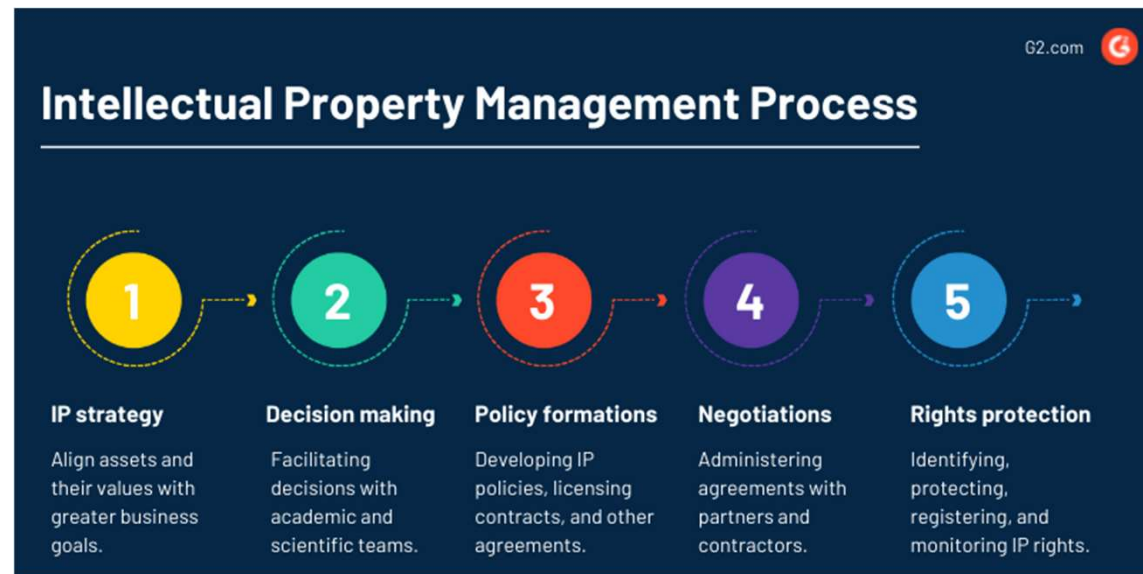 G2.com
Intellectual Property Management Process
1
2
3
4
5
IP strategy
Align assets and
their values with
greater business
goals.
Decision making
Facilitating
decisions with
academic and
scientific teams.
Policy formations
Developing IP
policies, licensing
contracts, and other
agreements.
Negotiations
Administering
agreements with
partners and
contractors.
Rights protection
Identifying,
protecting,
registering, and
monitoring IP rights.